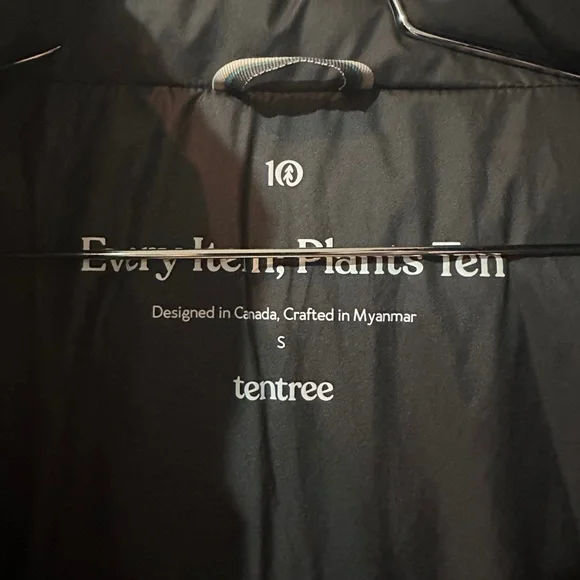 10
Every Item, Plants Ten
Designed in Canada, Crafted in Myanmar
S
tentree